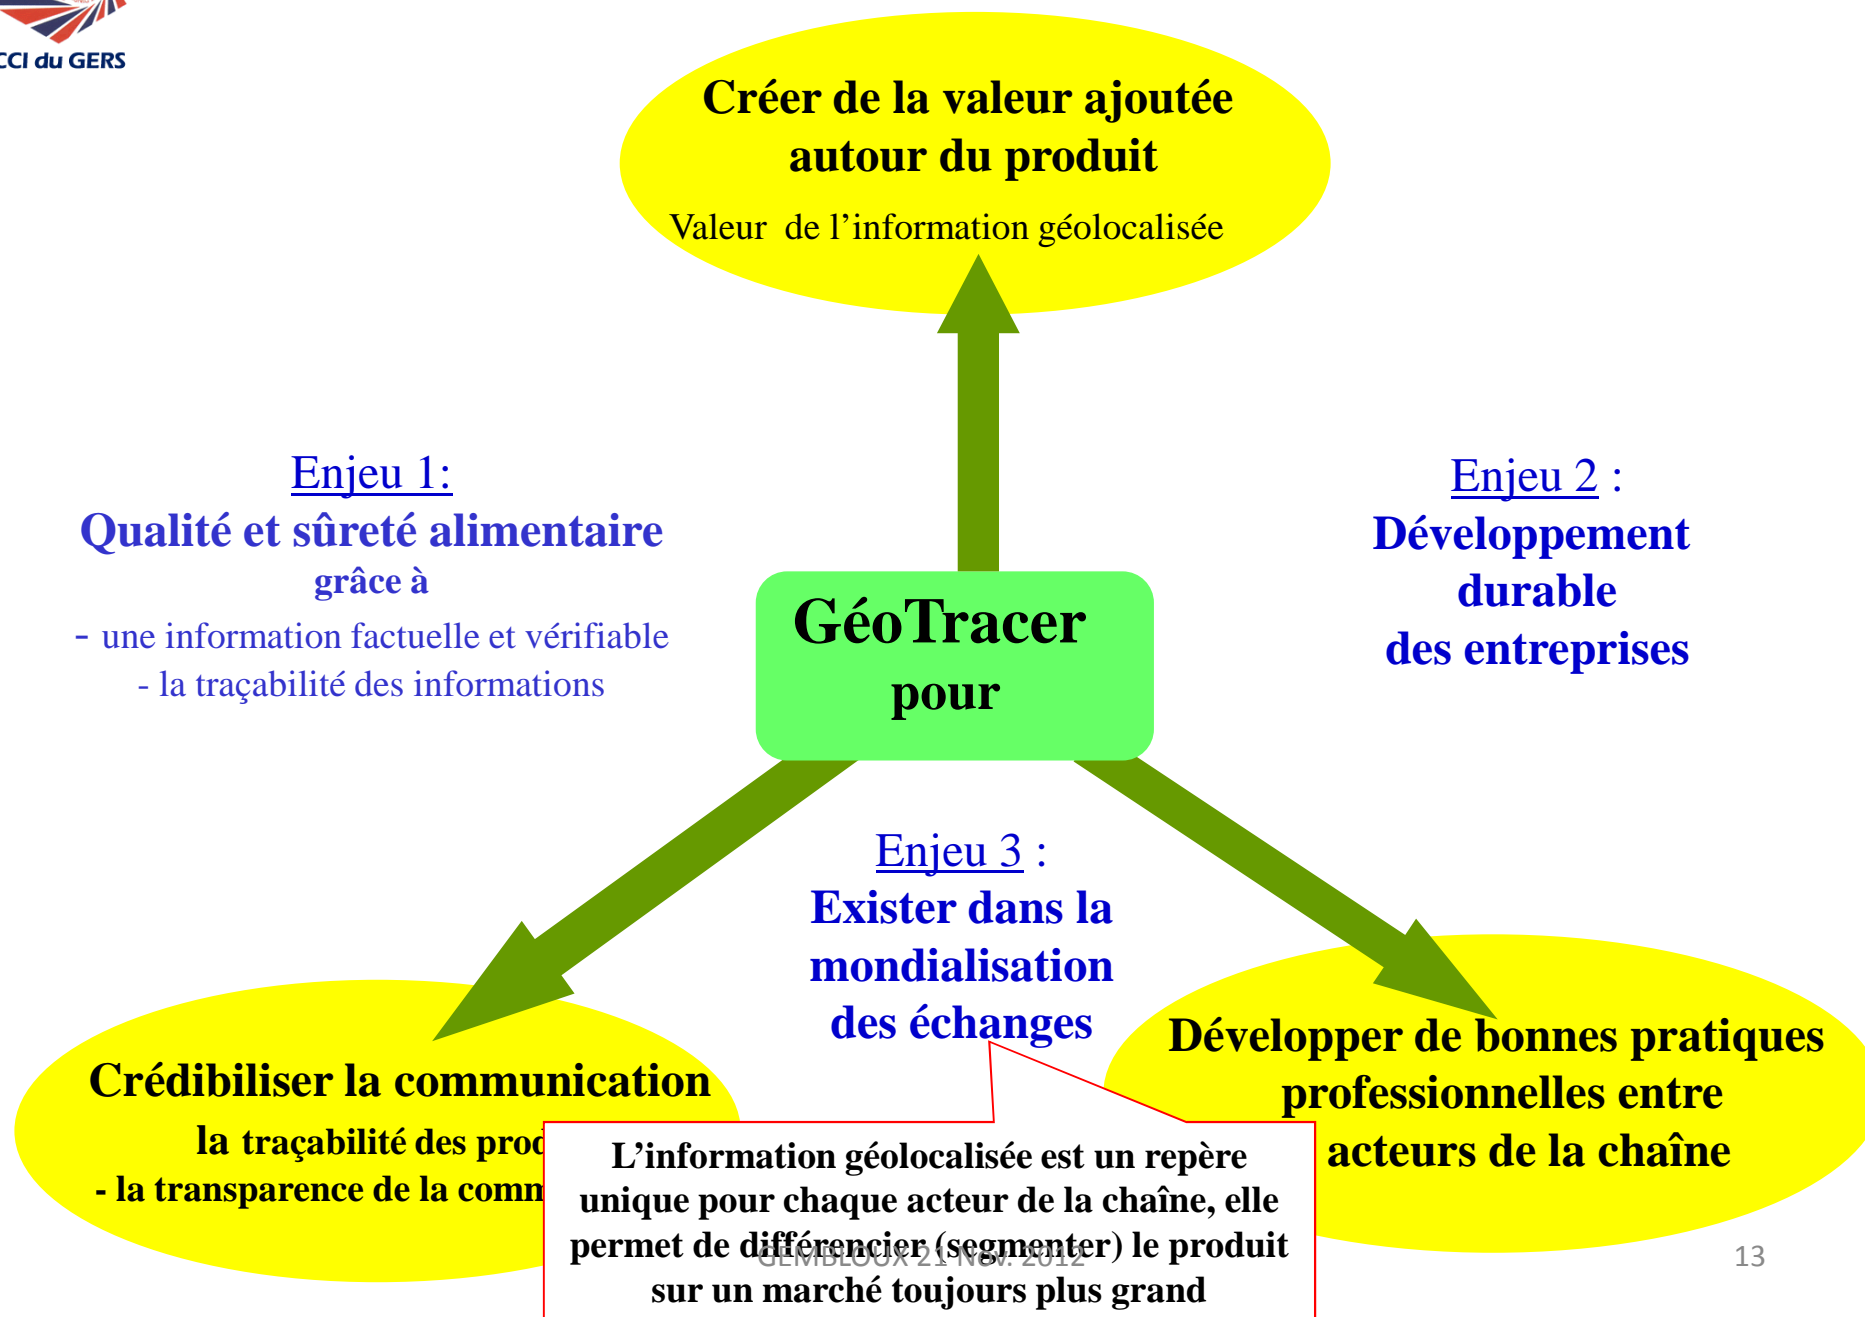 CCI du GERS
Créer de la valeur ajoutée
autour du produit
Valeur de l’information géolocalisée
Enjeu 1:
Qualité et sûreté alimentaire
grâce à
- une information factuelle et vérifiable
- la traçabilité des informations
Enjeu 2 :
Développement
durable
des entreprises
GéoTracer
pour
Enjeu 3 :
Exister dans la
mondialisation
des échanges
Crédibiliser la communication
la traçabilité des
- la transparence de la
Développer de bonnes pratiques
professionnelles entre
acteurs de la chaîne
L’information géolocalisée est un repère
unique pour chaque acteur de la chaîne, elle
permet de différencier (segmenter) le produit
sur un marché toujours plus grand
GEMBLOUX 21 Nov. 2012
13